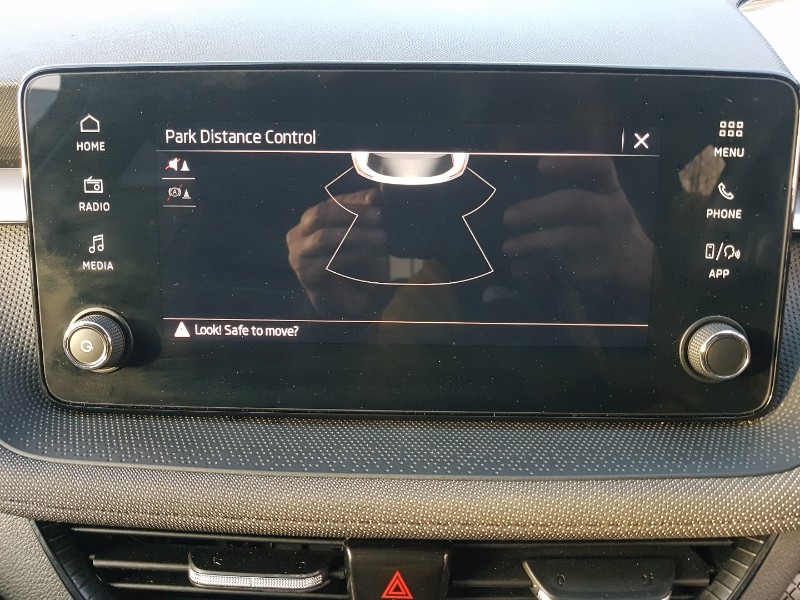 HOME
RADIO
MEDIA
Park Distance Control
Look! Safe to move?
MENU
PHONE
APP